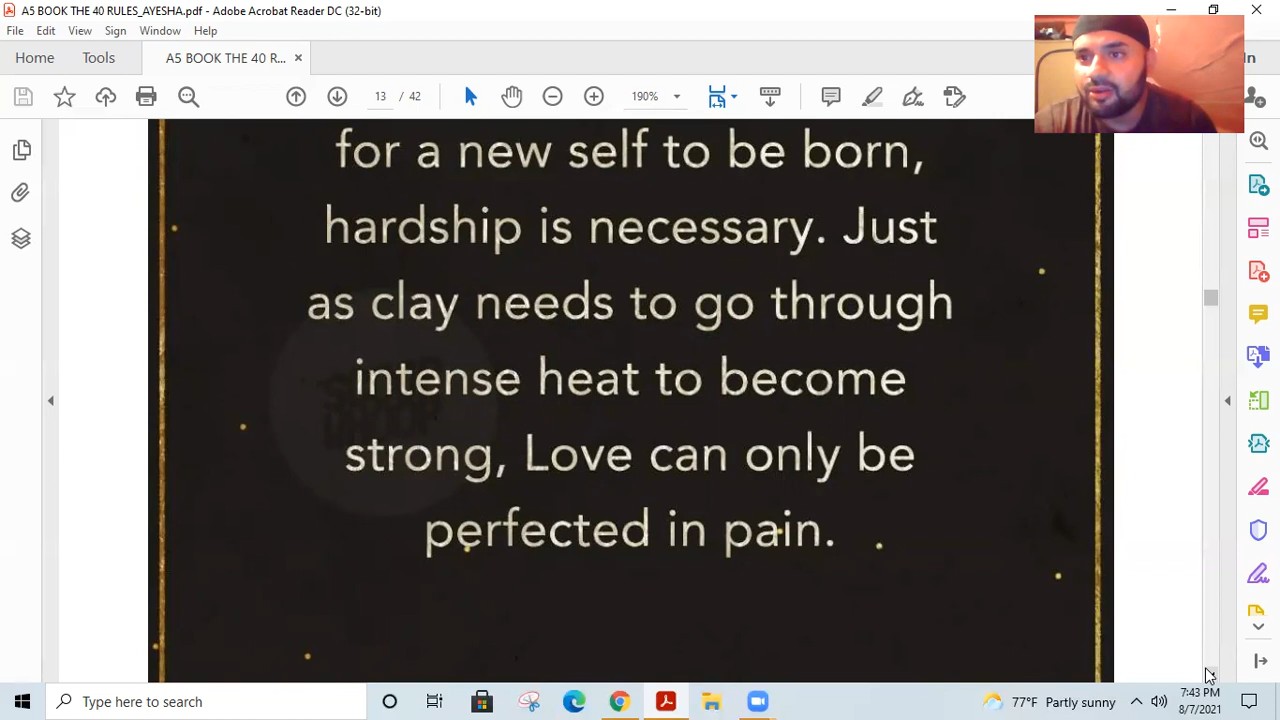 A5 BOOK THE 40 RULES_AYESHA.pdf - Adobe Acrobat Reader DC (32-bit)
File Edit View Sign Window Help
Home Tools A5 BOOK THE 40 R... In
13 / 42 190%
for a new self to be born,
hardship is necessary. Just
as clay needs to go through
intense heat to become
strong, Love can only be
perfected in pain.
Type here to search
77°F Partly sunny
7:43 PM
8/7/2021